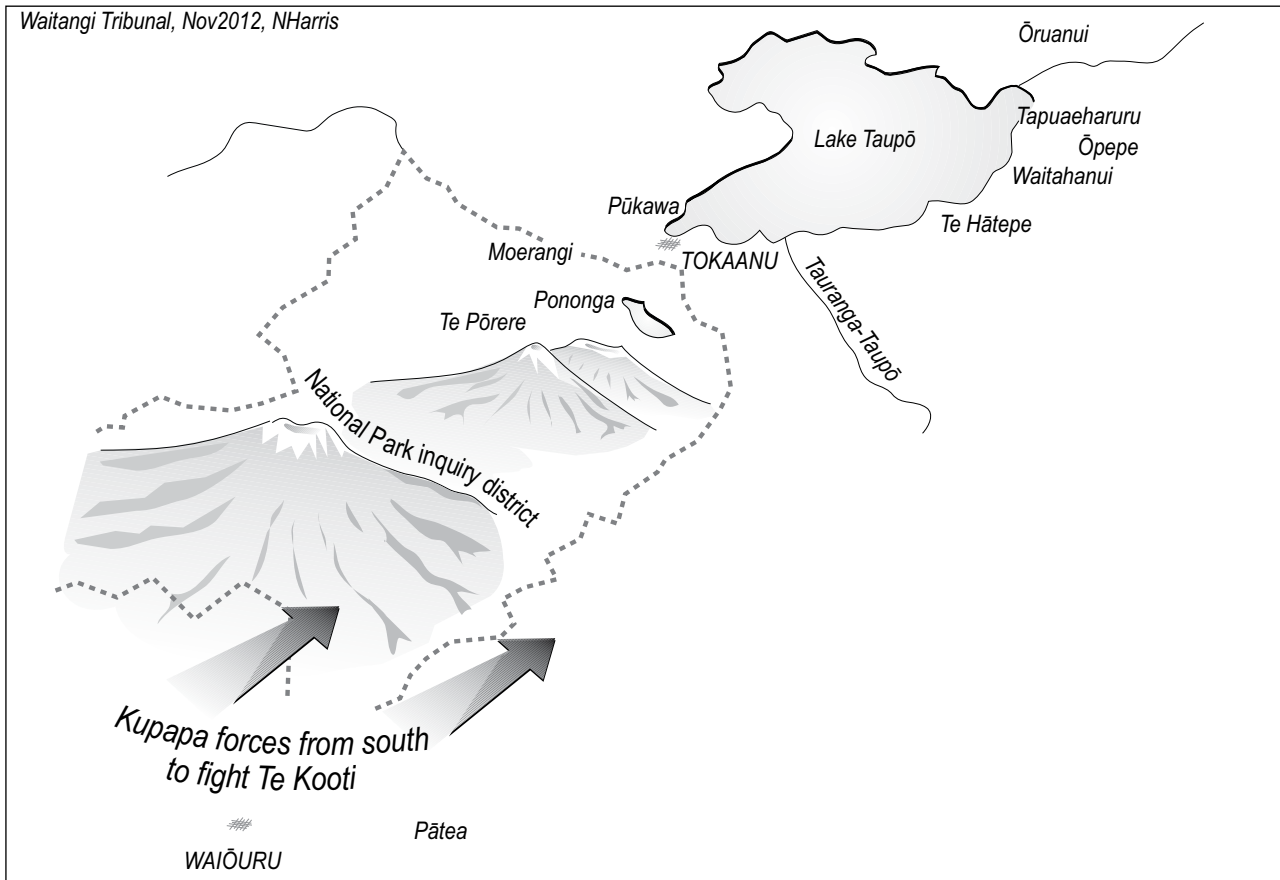 Waitangi Tribunal, Nov2012, NHarris
Ōruanui
Tapuaeharuru
Lake Taupō
Ōpepe
Waitahanui
Pūkawa
Te Hātepe
Moerangi
TOKAANU
Tauranga-Taupō
Pononga
Te Pōrere
National Park inquiry district
Kupapa forces from south
to fight Te Kooti
Pātea
WAIŌURU